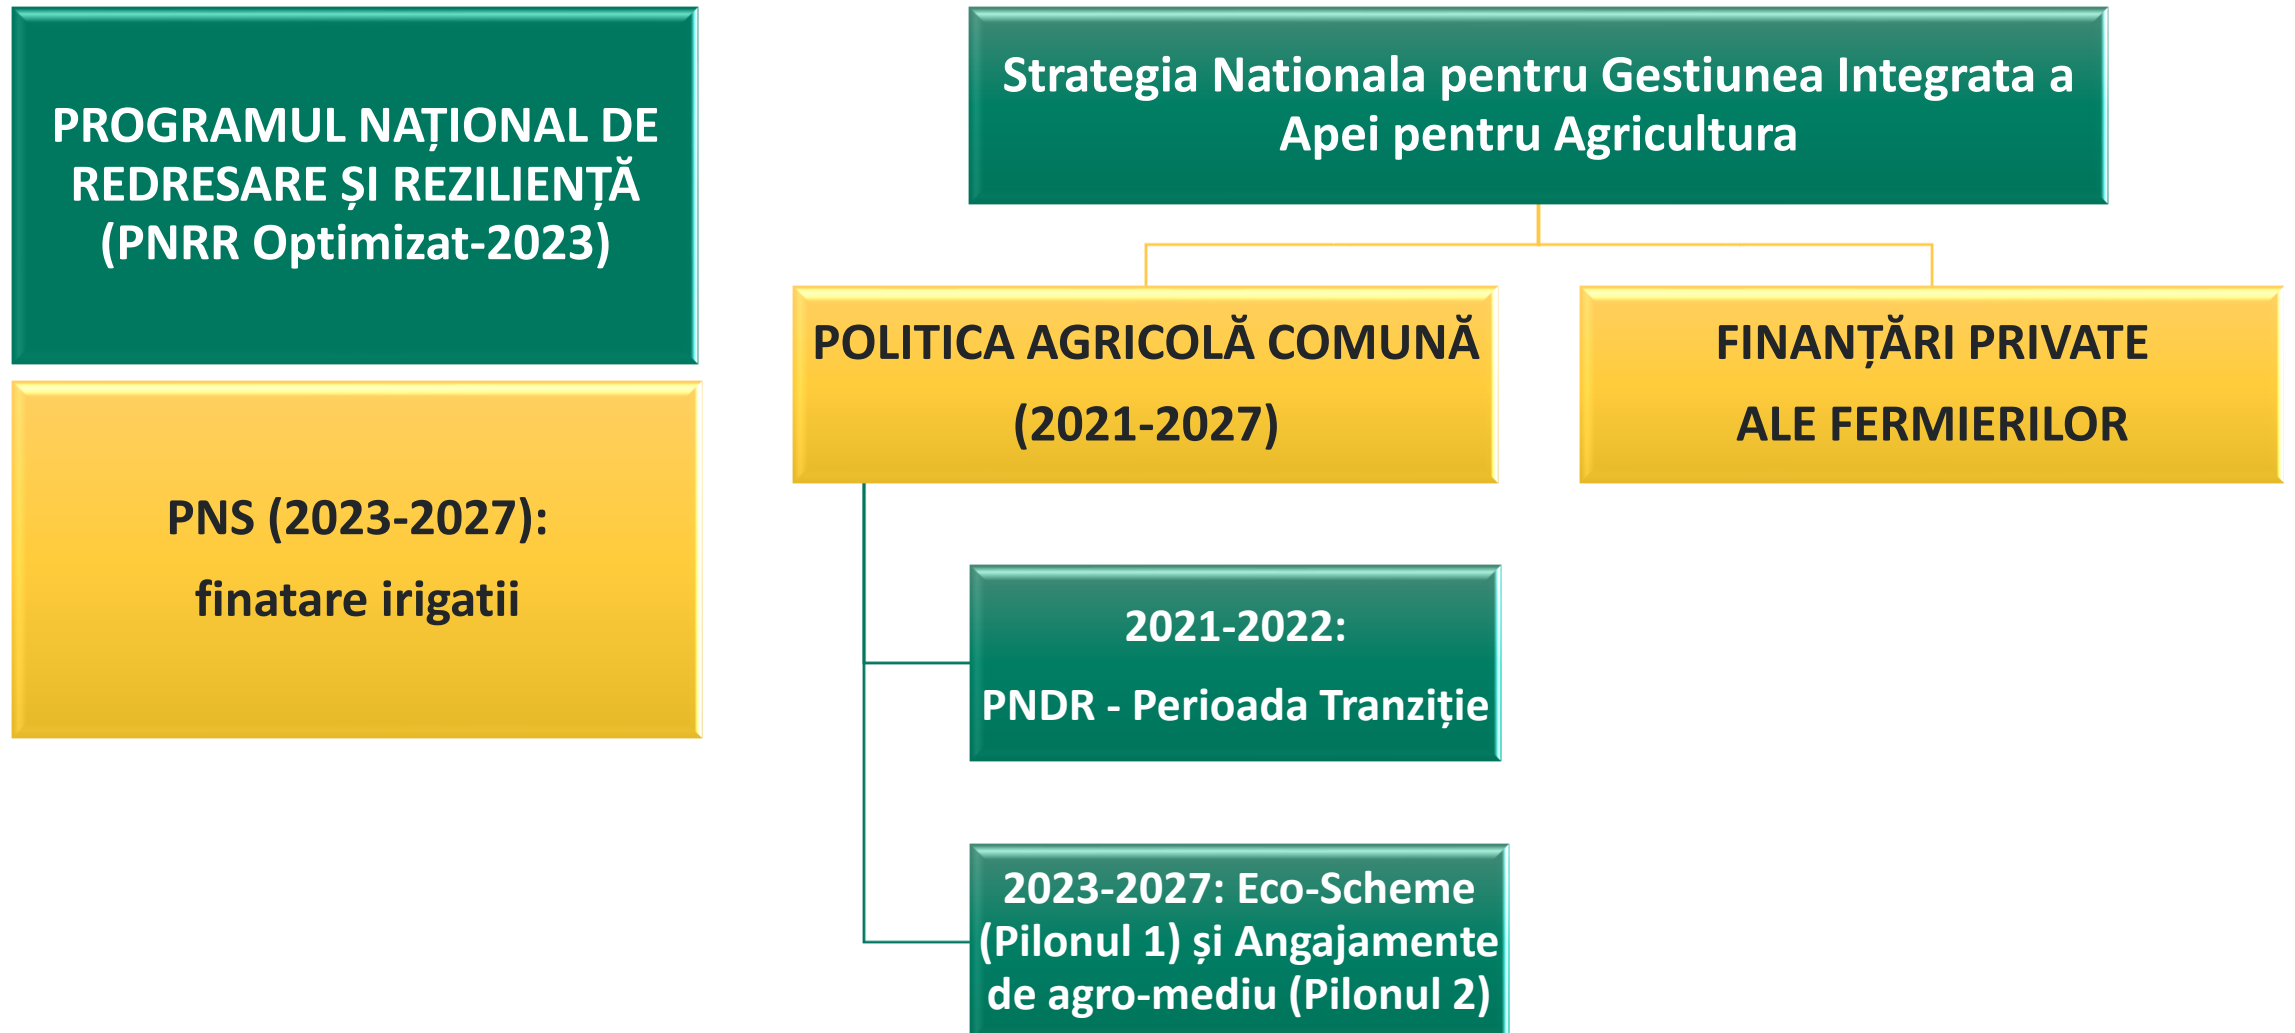 PROGRAMUL NAȚIONAL DE
REDRESARE ȘI REZILIENȚĂ
(PNRR Optimizat-2023)
PNS (2023-2027):
finatare irigatii
Strategia Nationala pentru Gestiunea Integrata a
Apei pentru Agricultura
POLITICA AGRICOLĂ COMUNĂ
(2021-2027)
FINANȚĂRI PRIVATE
ALE FERMIERILOR
2021-2022:
PNDR - Perioada Tranziție
2023-2027: Eco-Scheme
(Pilonul 1) și Angajamente
de agro-mediu (Pilonul 2)